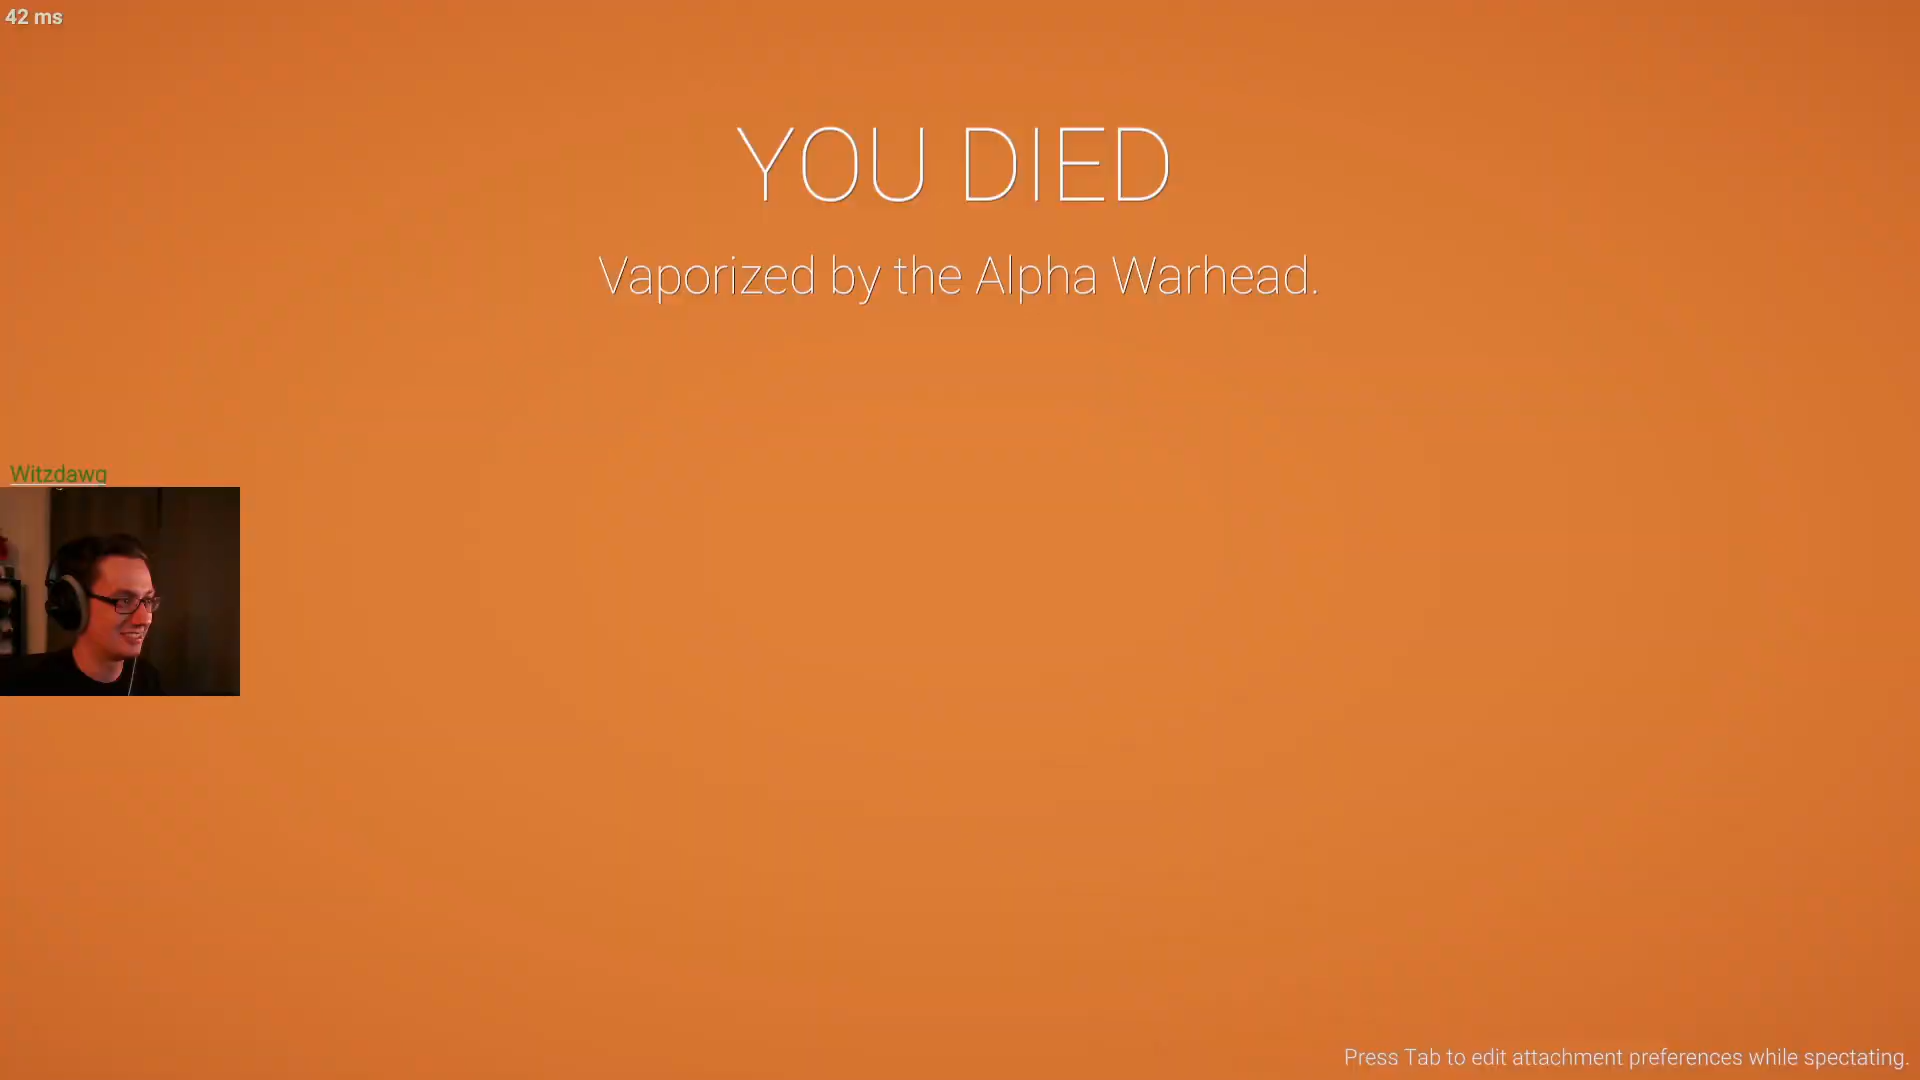 42 ms
YOU DIED
Vaporized by the Alpha Warhead.
Witzdawg
Press Tab to edit attachment preferences while spectating.